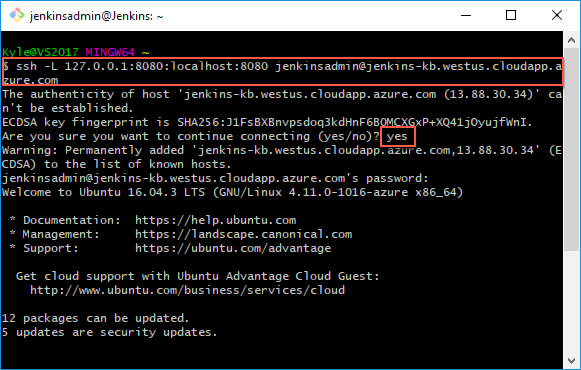 jenkinsadmin@Jenkins: ~
Kyle@VS2017 MINGW64 ~
$ ssh -L 127.0.0.1:8080:localhost:8080 jenkinsadmin@jenkins-kb.westus.cloudapp.a
zure.com
The authenticity of host 'jenkins-kb.westus.cloudapp.azure.com (13.88.30.34)' ca
n't be established.
ECDSA key fingerprint is SHA256:J1FsBXBnvpsdoq3kdHnF6BOMCXGxP+XQ41jOyujfWnI.
Are you sure you want to continue connecting (yes/no)? yes
Warning: Permanently added 'jenkins-kb.westus.cloudapp.azure.com,13.88.30.34' (E
CDSA) to the list of known hosts.
jenkinsadmin@jenkins-kb.westus.cloudapp.azure.com's password:
Welcome to Ubuntu 16.04.3 LTS (GNU/Linux 4.11.0-1016-azure x86_64)
* Documentation: https://help.ubuntu.com
* Management: https://landscape.canonical.com
* Support: https://ubuntu.com/advantage
Get cloud support with Ubuntu Advantage Cloud Guest:
http://www.ubuntu.com/business/services/cloud
12 packages can be updated.
5 updates are security updates.